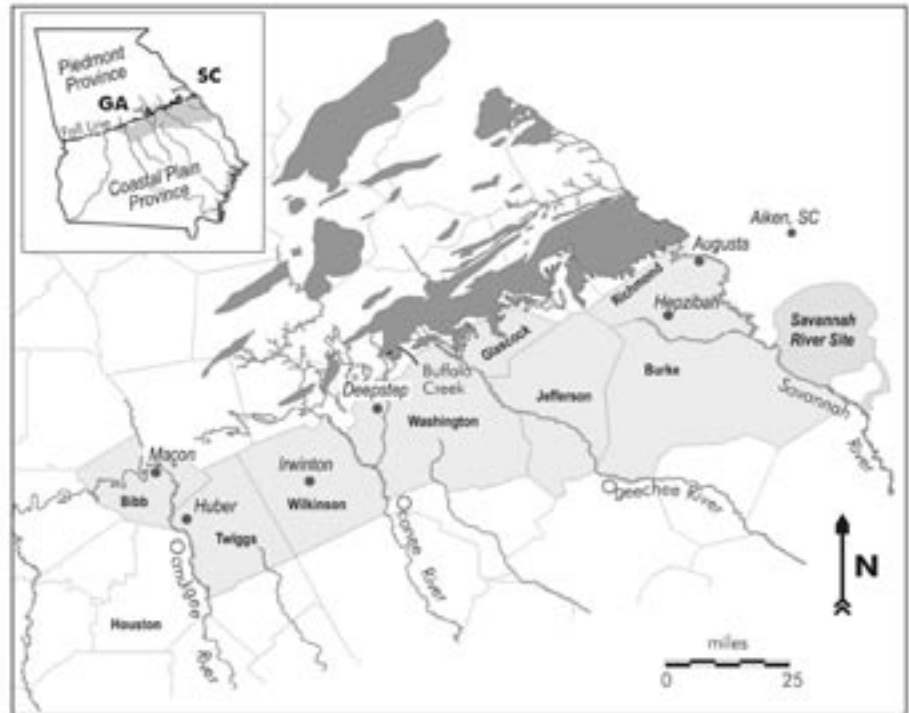 Piedmont
Province
SC
GA
Fall Line
Coastal Plain
Province
Aiken, SC
Augusta
Richmond
Hepzibah
Savannah
River Site
Glascock
Buffalo
Creek
Deepstep
Jefferson
Burke
Washington
Savannah
River
Macon
Irwinton
Bibb
Huber
Wilkinson
Twiggs
Ogeechee River
Oconee River
Ocmulgee
River
Houston
N
miles
0 25